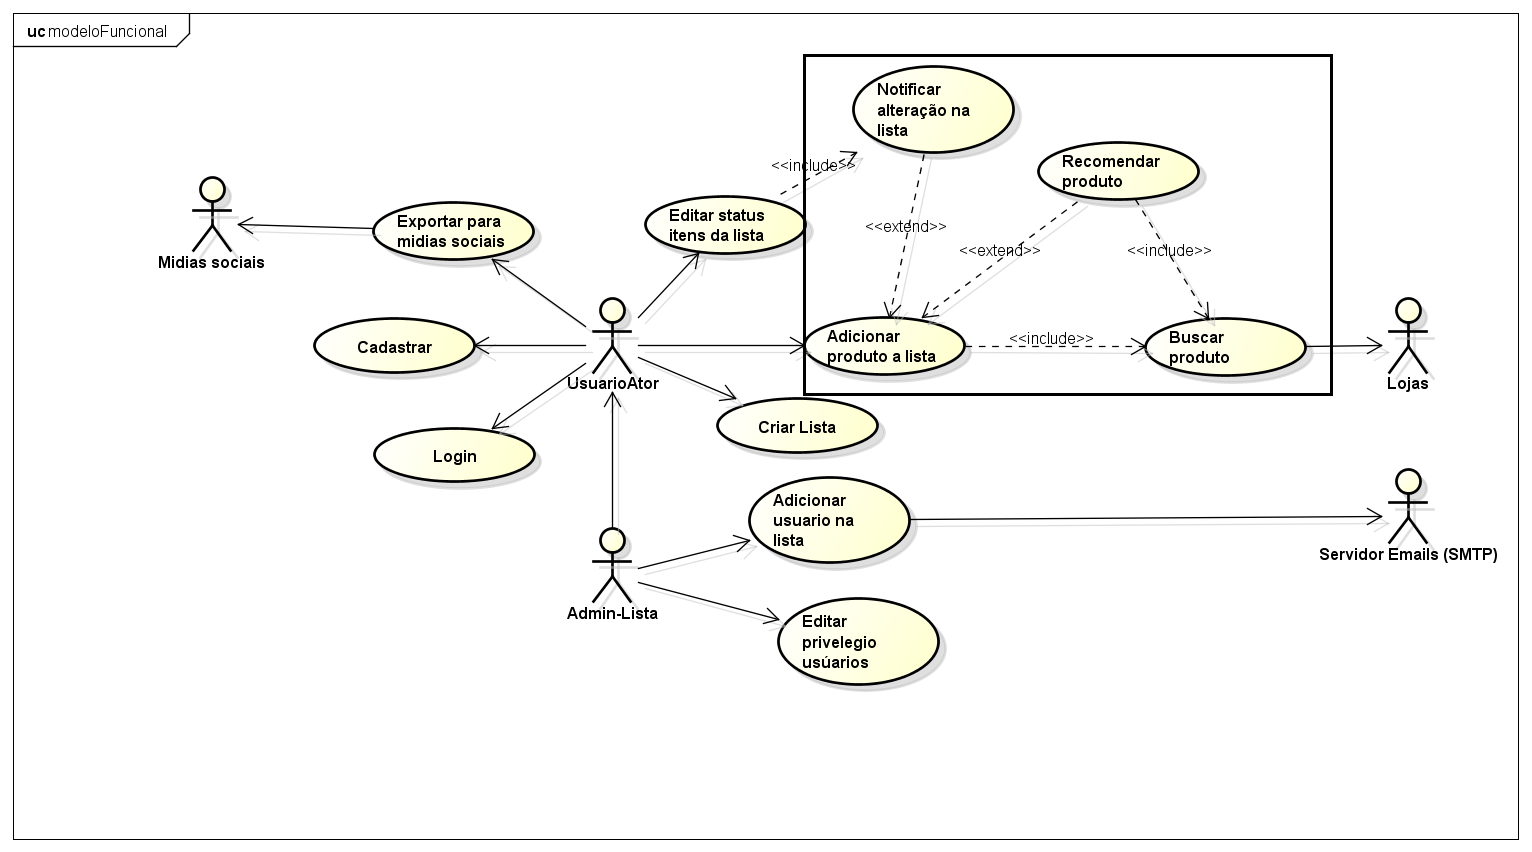 uc modeloFuncional
Notificar
alteração na
lista
<<include>>
Recomendar
produto
Exportar para
midias sociais
Editar status
itens da lista
<<extend>>
<<extend>>
<<include>>
Midias sociais
Cadastrar
UsuarioAtor
Adicionar
produto a lista
<<include>>
Buscar
produto
Lojas
Criar Lista
Login
Adicionar
usuario na
lista
Servidor Emails (SMTP)
Admin-Lista
Editar
privelegio
usúarios